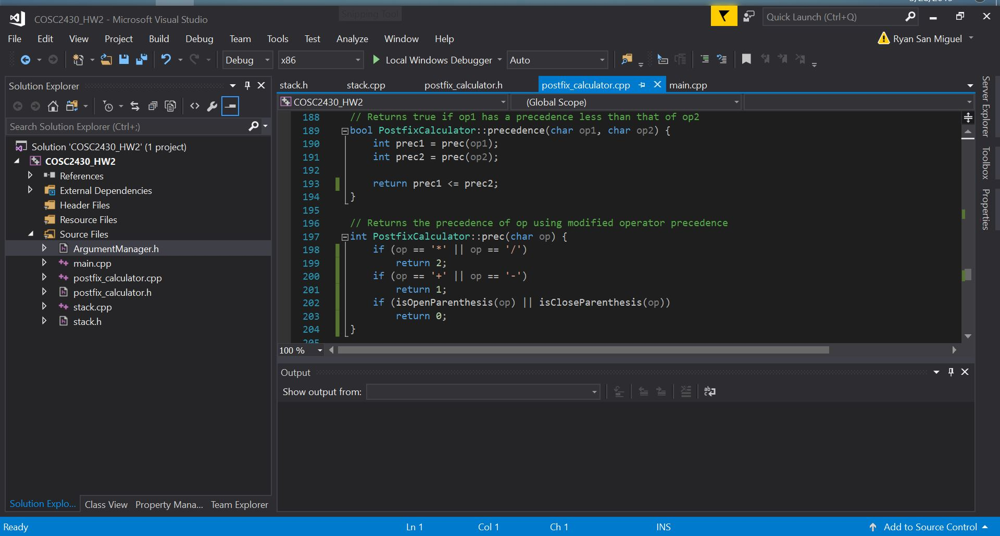 Snipping Tool
COSC2430_HW2 - Microsoft Visual Studio
Quick Launch (Ctrl+Q)
File Edit View Project Build Debug Team Tools Test Analyze Window Help
Ryan San Miguel
Debug x86 Local Windows Debugger Auto
Solution Explorer
Search Solution Explorer (Ctrl+;)
Solution 'COSC2430_HW2' (1 project)
COSC2430_HW2
References
External Dependencies
Header Files
Resource Files
Source Files
ArgumentManager.h
main.cpp
postfix_calculator.cpp
postfix_calculator.h
stack.cpp
stack.h
Solution Explo... Class View Property Mana... Team Explorer
stack.h stack.cpp postfix_calculator.h postfix_calculator.cpp main.cpp
COSC2430_HW2 (Global Scope)
188 // Returns true if op1 has a precedence less than that of op2
189 bool PostfixCalculator::precedence(char op1, char op2) {
190 int prec1 = prec(op1);
191 int prec2 = prec(op2);
192
193 return prec1 <= prec2;
194 }
195
196 // Returns the precedence of op using modified operator precedence
197 int PostfixCalculator::prec(char op) {
198 if (op == '*' || op == '/')
199 return 2;
200 if (op == '+' || op == '-')
201 return 1;
202 if (isOpenParenthesis(op) || isCloseParenthesis(op))
203 return 0;
204 }
205
100 %
Output
Show output from:
Server Explorer
Toolbox
Properties
Ready Ln 1 Col 1 Ch 1 INS Add to Source Control